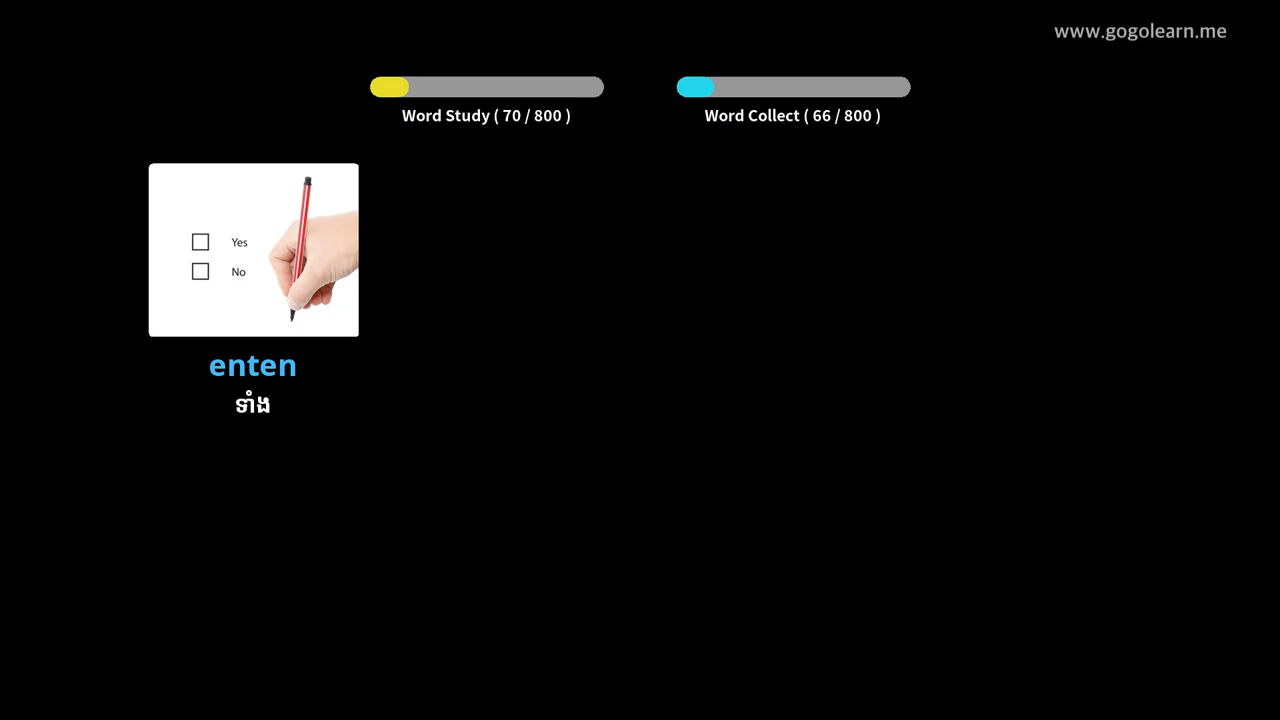 www.gogolearn.me
Word Study ( 70 / 800 )
Word Collect ( 66 / 800 )
Yes
No
enten
ទាំង